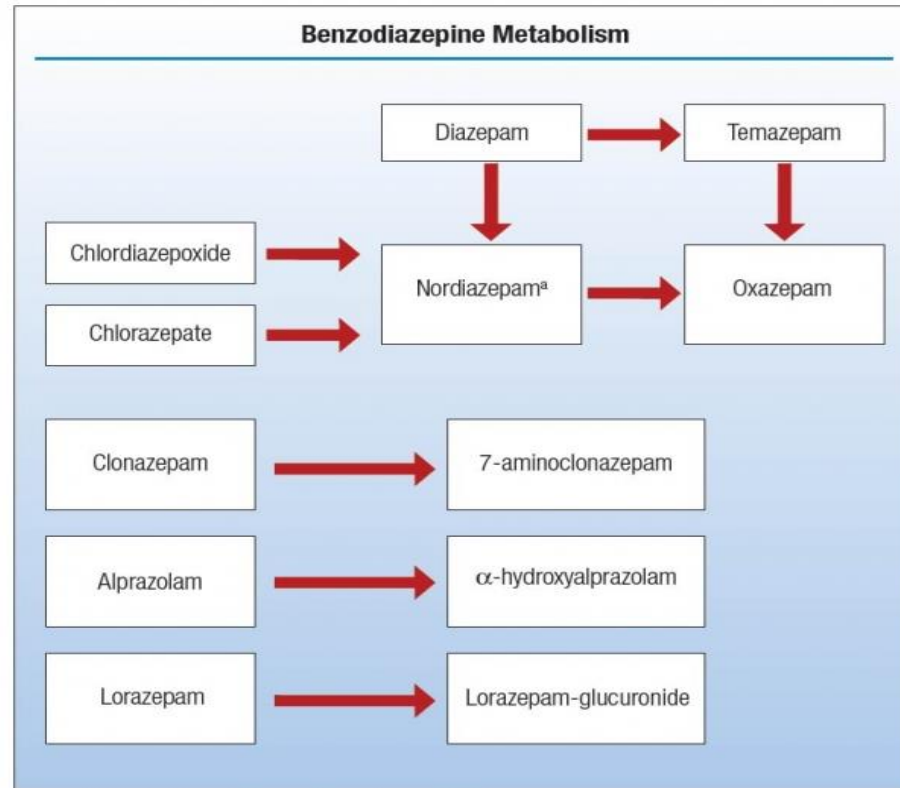 Benzodiazepine Metabolism
Diazepam
Temazepam
Chlordiazepoxide
Nordiazepamᵃ
Oxazepam
Chlorazepate
Clonazepam
7-aminoclonazepam
Alprazolam
α-hydroxyalprazolam
Lorazepam
Lorazepam-glucuronide